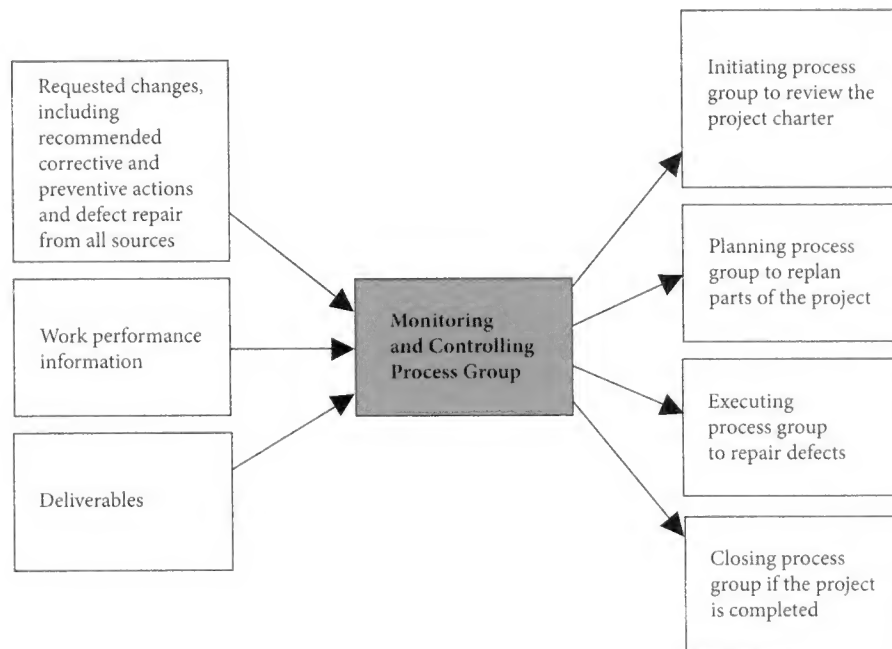 Requested changes,
including
recommended
corrective and
preventive actions
and defect repair
from all sources
Work performance
information
Deliverables
Monitoring
and Controlling
Process Group
Initiating process
group to review the
project charter
Planning process
group to replan
parts of the project
Executing
process group
to repair defects
Closing process
group if the project
is completed